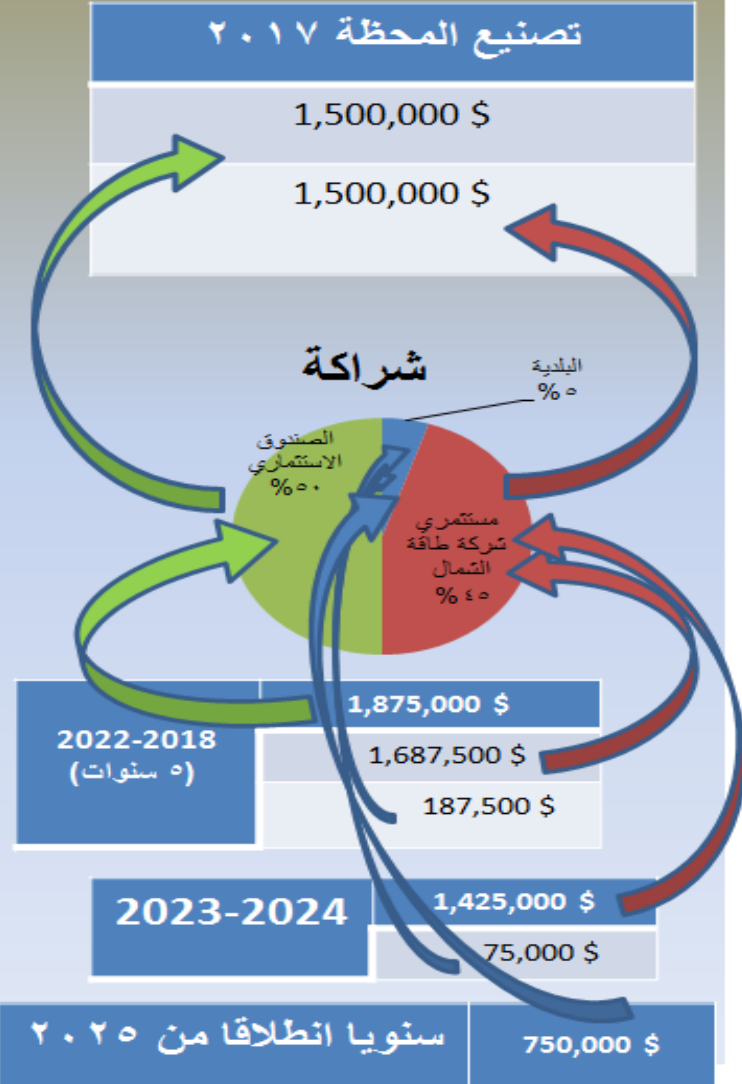 تصنيع المحظة ٢٠١٧
1,500,000 $
1,500,000 $
شراكة
البلدية
%٥
الصندوق
الاستثماري
%٥٠
مستثمري
شركة طاقة
الشمال
%٤٥
1,875,000 $
2022-2018
(٥ سنوات)
1,687,500 $
187,500 $
2023-2024
1,425,000 $
75,000 $
سنويا انطلاقا من ٢٠٢٥
750,000 $